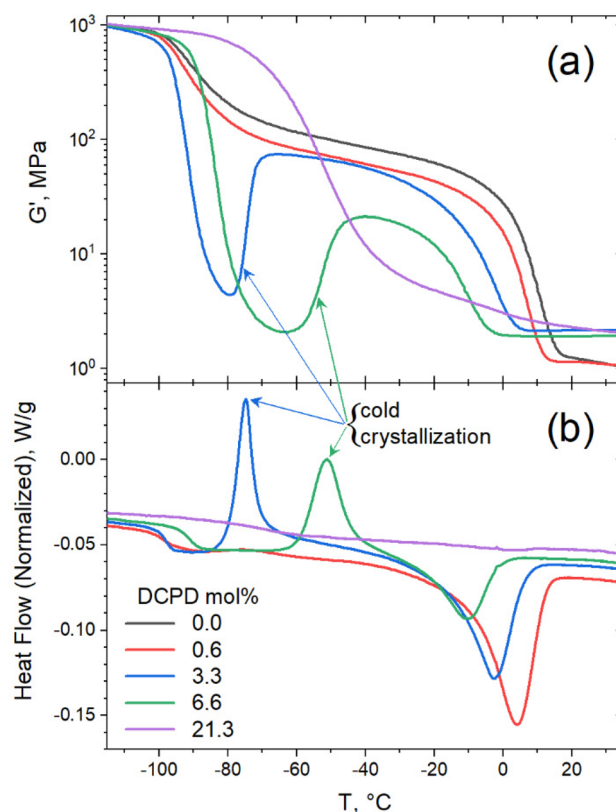 (a)
10³
10²
10¹
10⁰
G', MPa
cold
crystallization
(b)
0.00
-0.05
-0.10
-0.15
Heat Flow (Normalized), W/g
DCPD mol%
0.0
0.6
3.3
6.6
21.3
-100 -80 -60 -40 -20 0 20
T, °C